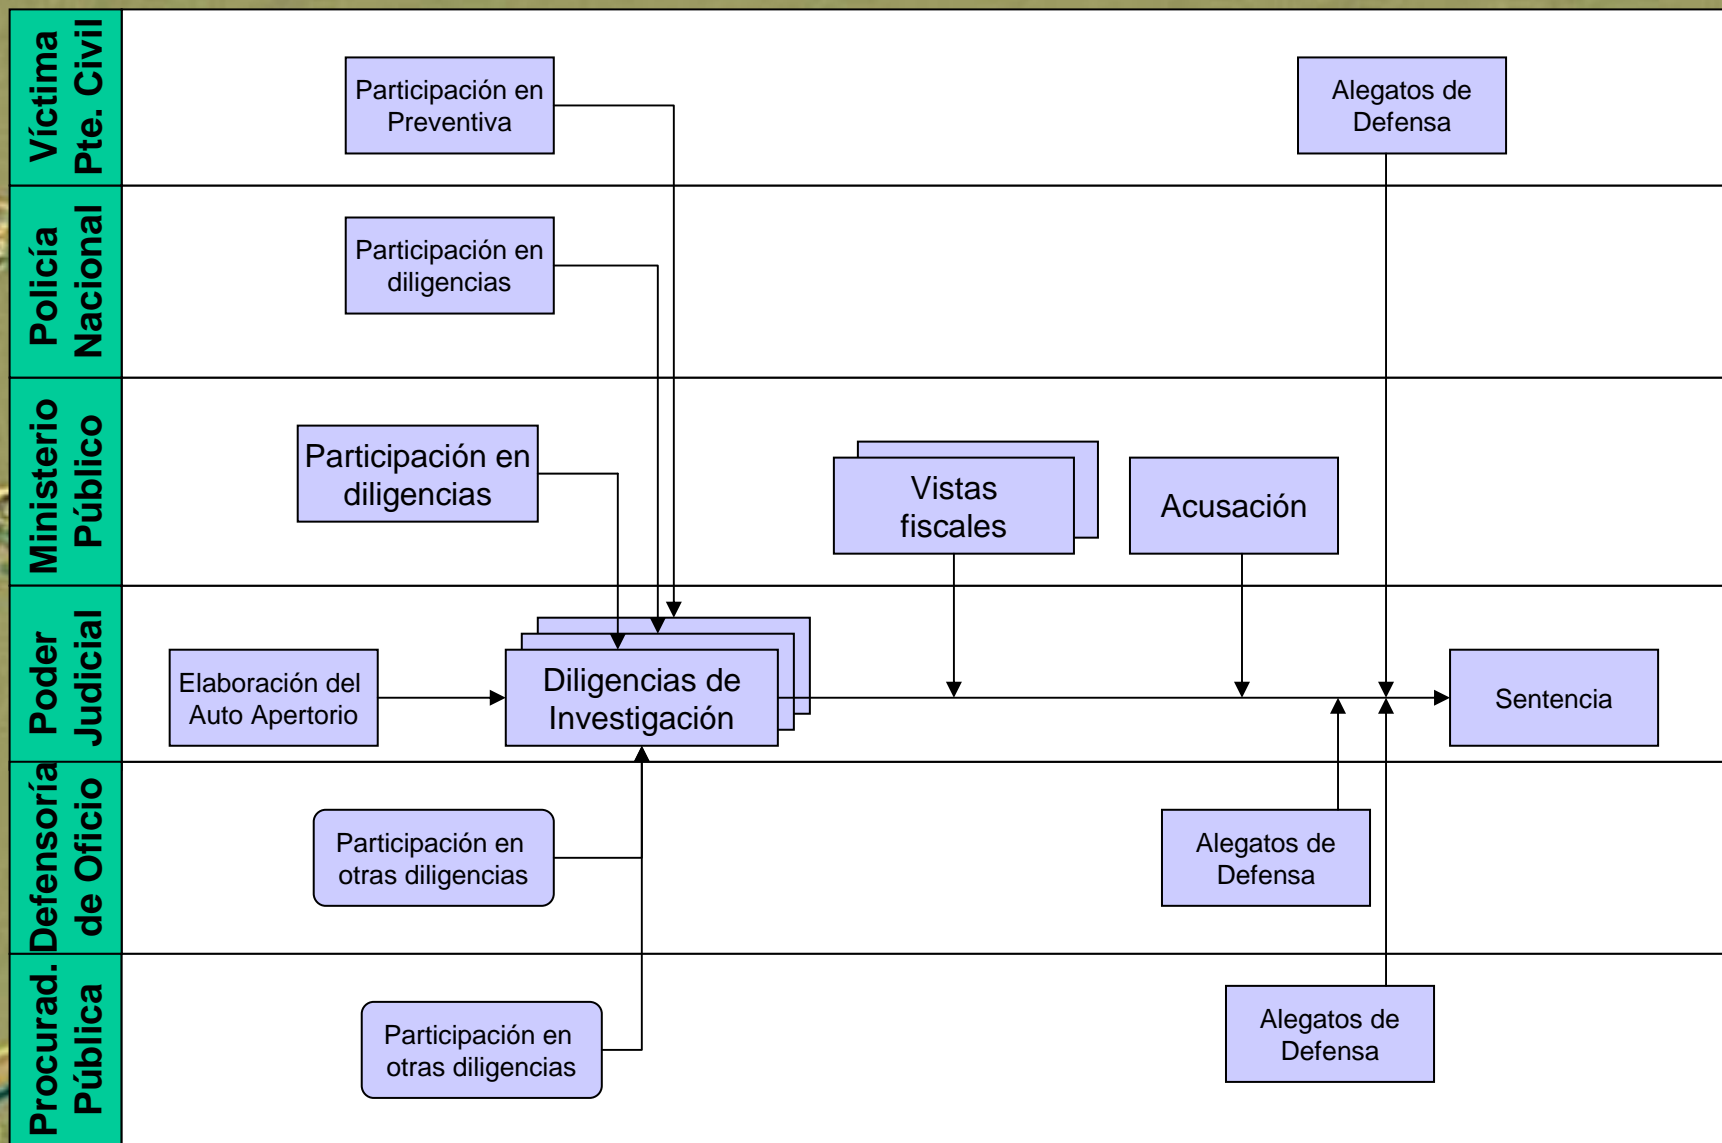 Víctima
Pte. Civil
Participación en
Preventiva
Alegatos de
Defensa
Policía
Nacional
Participación en
diligencias
Ministerio
Público
Participación en
diligencias
Vistas
fiscales
Acusación
Poder
Judicial
Elaboración del
Auto Apertorio
Diligencias de
Investigación
Sentencia
Defensoría
de Oficio
Participación en
otras diligencias
Alegatos de
Defensa
Procurad.
Pública
Participación en
otras diligencias
Alegatos de
Defensa